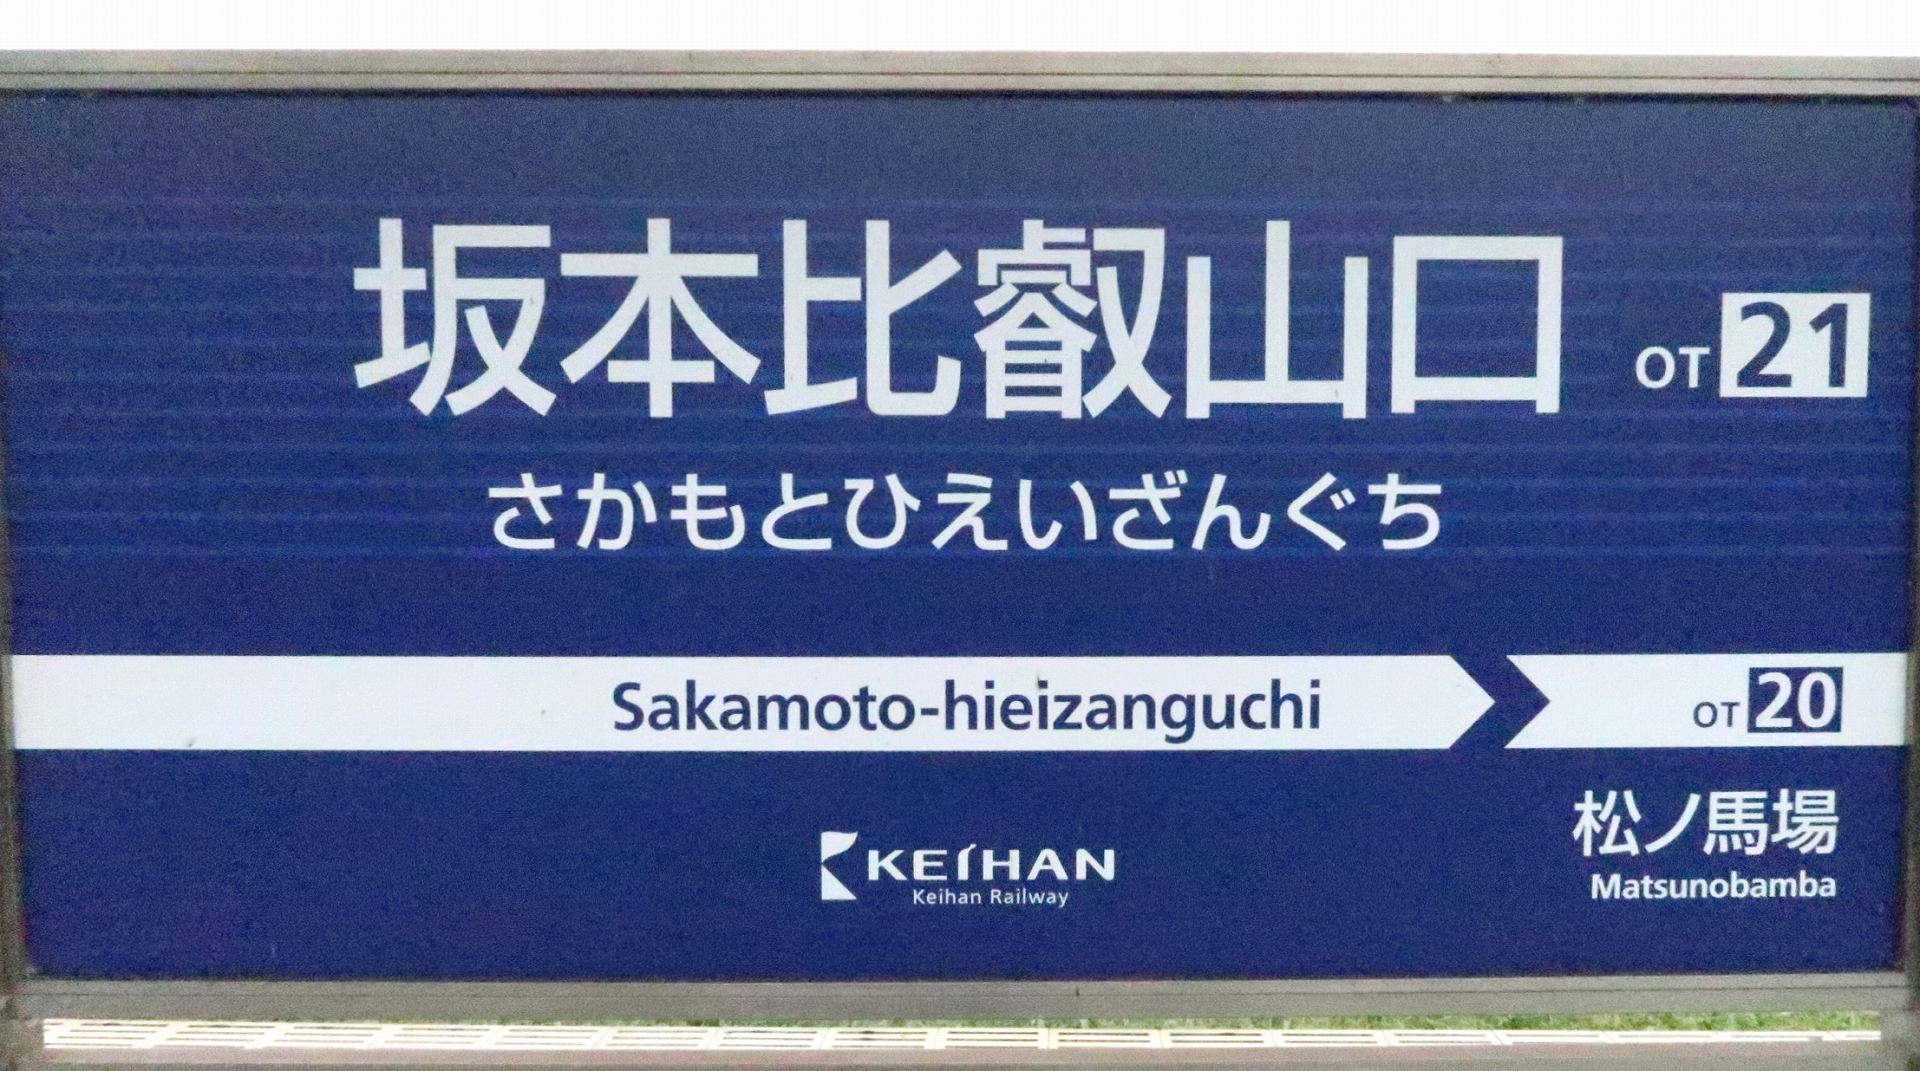 坂本比叡山口
OT 21
さかもとひえいざんぐち
Sakamoto-hieizanguchi
OT 20
松ノ馬場
Matsunobamba
KEIHAN
Keihan Railway